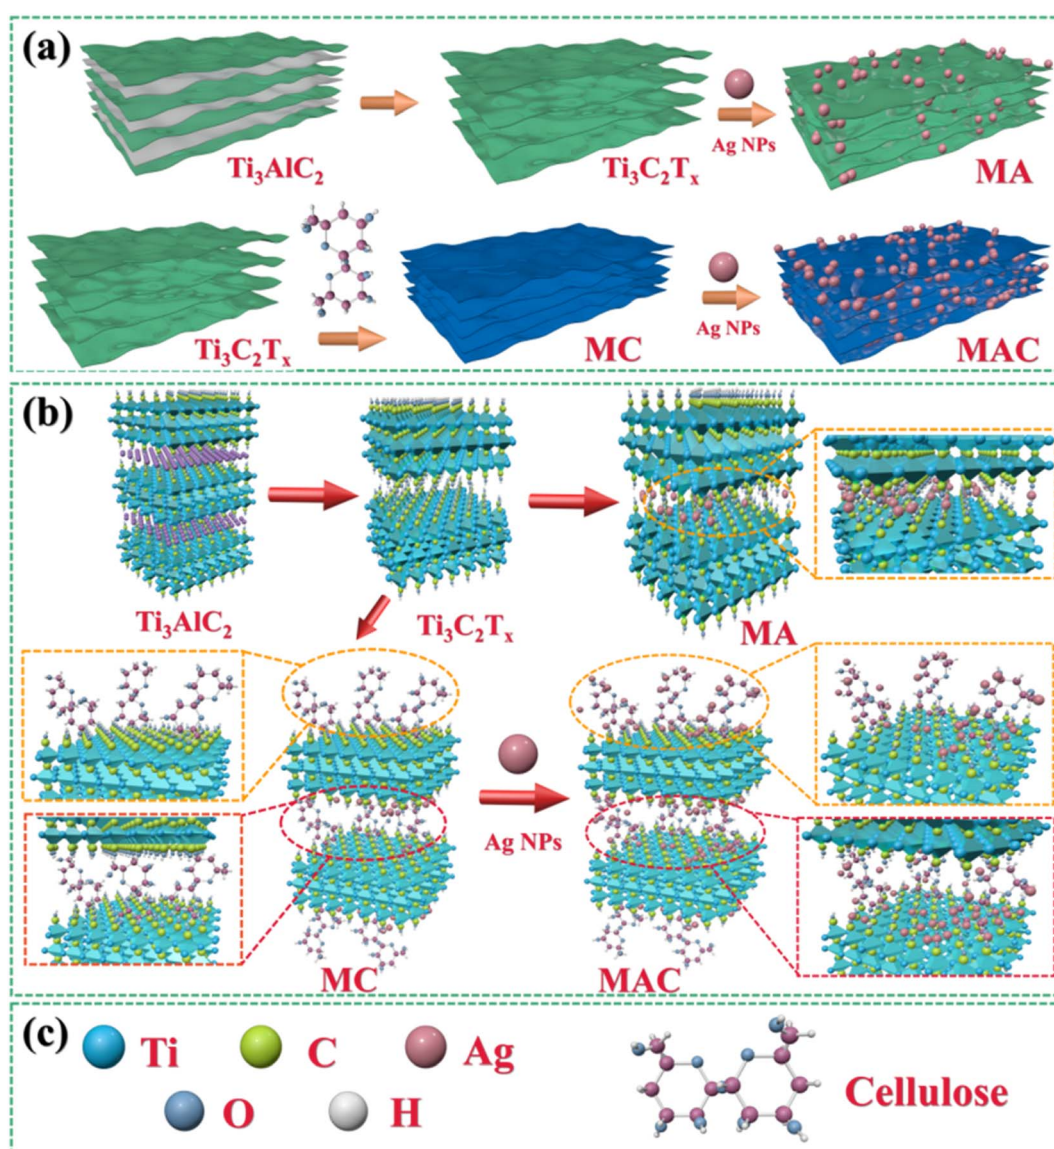 (a)
Ti₃AlC₂
Ti₃C₂Tₓ
Ag NPs
MA
Ti₃C₂Tₓ
MC
Ag NPs
MAC
(b)
Ti₃AlC₂
Ti₃C₂Tₓ
MA
Ag NPs
MC
MAC
(c)
Ti
C
Ag
O
H
Cellulose